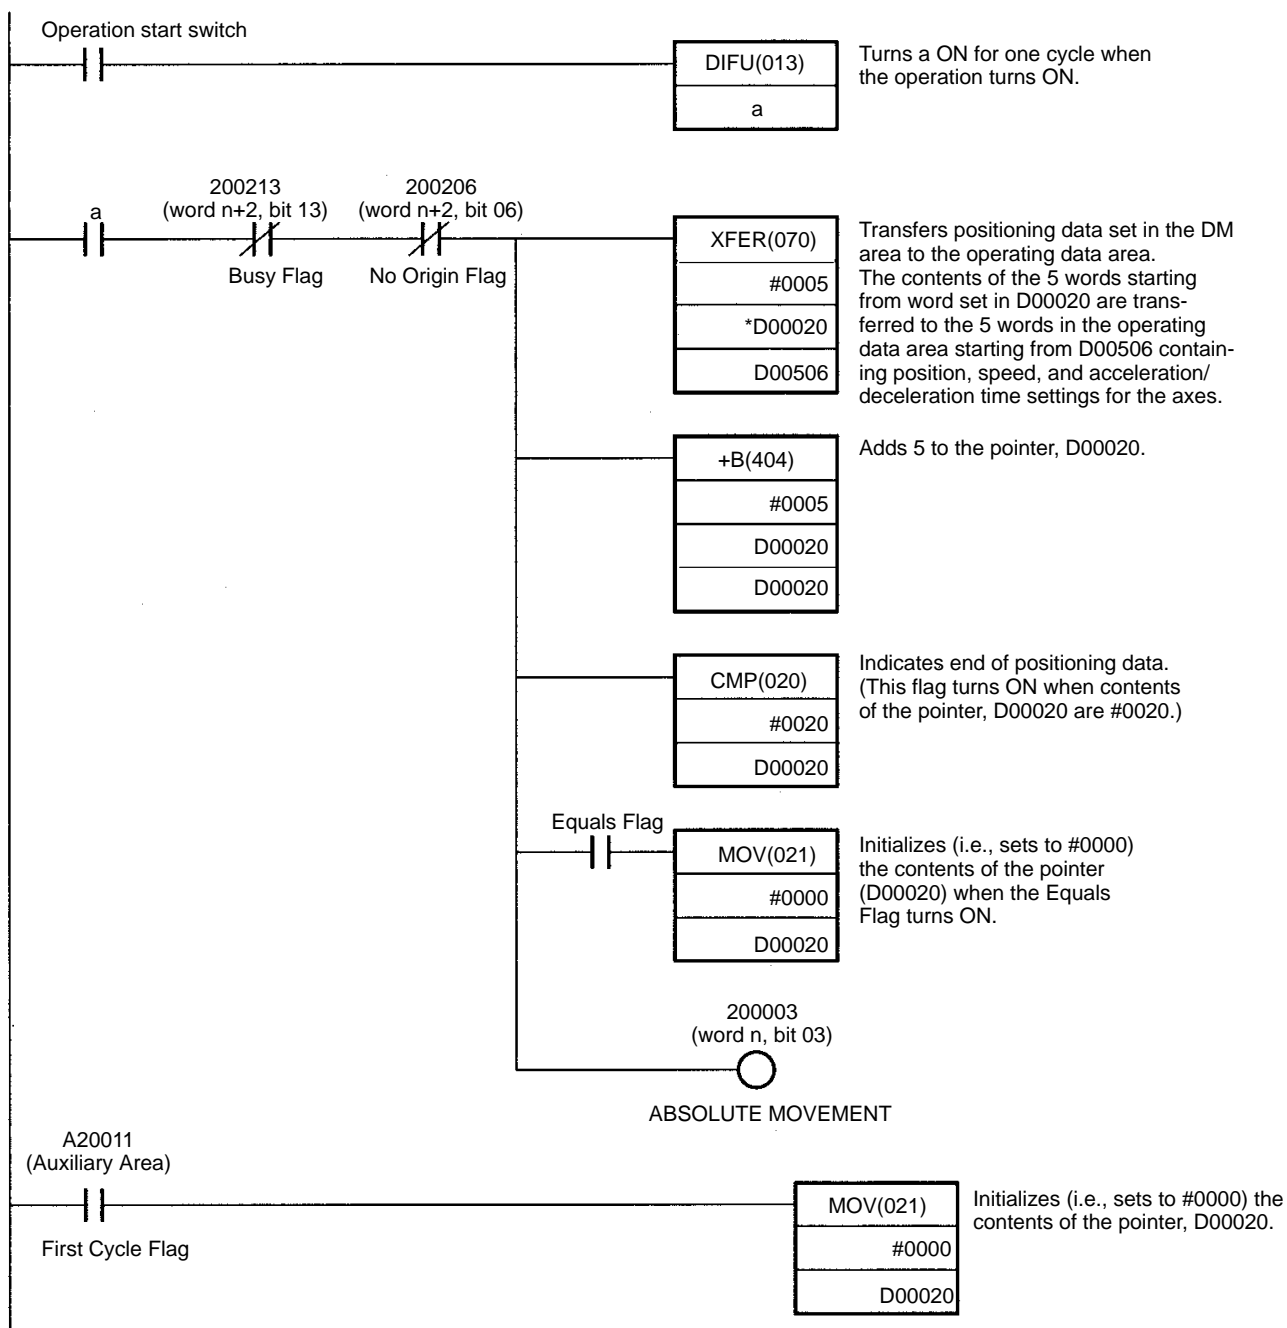 Operation start switch
DIFU(013)
a
Turns a ON for one cycle when
the operation turns ON.
a
200213
(word n+2, bit 13)
Busy Flag
200206
(word n+2, bit 06)
No Origin Flag
XFER(070)
#0005
*D00020
D00506
Transfers positioning data set in the DM
area to the operating data area.
The contents of the 5 words starting
from word set in D00020 are trans-
ferred to the 5 words in the operating
data area starting from D00506 contain-
ing position, speed, and acceleration/
deceleration time settings for the axes.
+B(404)
#0005
D00020
D00020
Adds 5 to the pointer, D00020.
CMP(020)
#0020
D00020
Indicates end of positioning data.
(This flag turns ON when contents
of the pointer, D00020 are #0020.)
Equals Flag
MOV(021)
#0000
D00020
Initializes (i.e., sets to #0000)
the contents of the pointer
(D00020) when the Equals
Flag turns ON.
200003
(word n, bit 03)
ABSOLUTE MOVEMENT
A20011
(Auxiliary Area)
First Cycle Flag
MOV(021)
#0000
D00020
Initializes (i.e., sets to #0000) the
contents of the pointer, D00020.